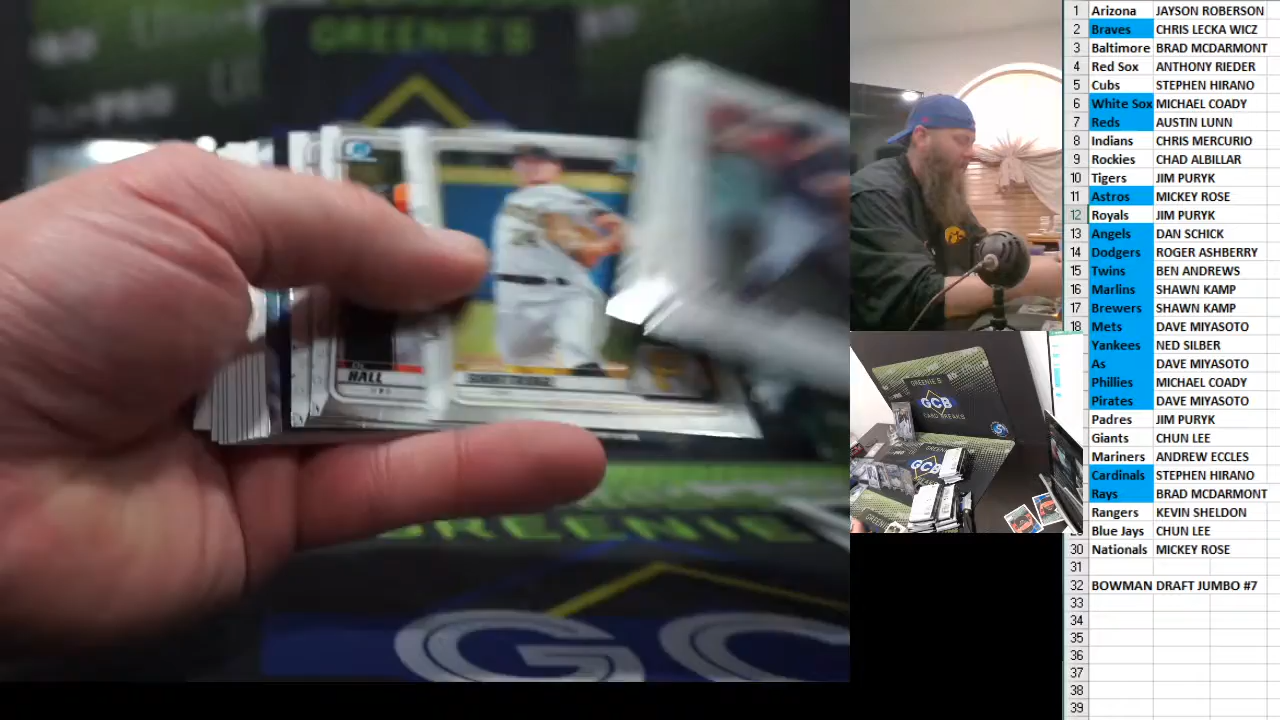 GREENIE'S
HALL
GREENIE
GC
GREENIE'S
GCB
CARD BREAKS
GCB
1 Arizona JAYSON ROBERSON
2 Braves CHRIS LECKA WICZ
3 Baltimore BRAD MCDARMONT
4 Red Sox ANTHONY RIEDER
5 Cubs STEPHEN HIRANO
6 White Sox MICHAEL COADY
7 Reds AUSTIN LUNN
8 Indians CHRIS MERCURIO
9 Rockies CHAD ALBILLAR
10 Tigers JIM PURYK
11 Astros MICKEY ROSE
12 Royals JIM PURYK
13 Angels DAN SCHICK
14 Dodgers ROGER ASHBERRY
15 Twins BEN ANDREWS
16 Marlins SHAWN KAMP
17 Brewers SHAWN KAMP
18 Mets DAVE MIYASOTO
Yankees NED SILBER
As DAVE MIYASOTO
Phillies MICHAEL COADY
Pirates DAVE MIYASOTO
Padres JIM PURYK
Giants CHUN LEE
Mariners ANDREW ECCLES
Cardinals STEPHEN HIRANO
Rays BRAD MCDARMONT
Rangers KEVIN SHELDON
Blue Jays CHUN LEE
30 Nationals MICKEY ROSE
31
32 BOWMAN DRAFT JUMBO #7
33
34
35
36
37
38
39